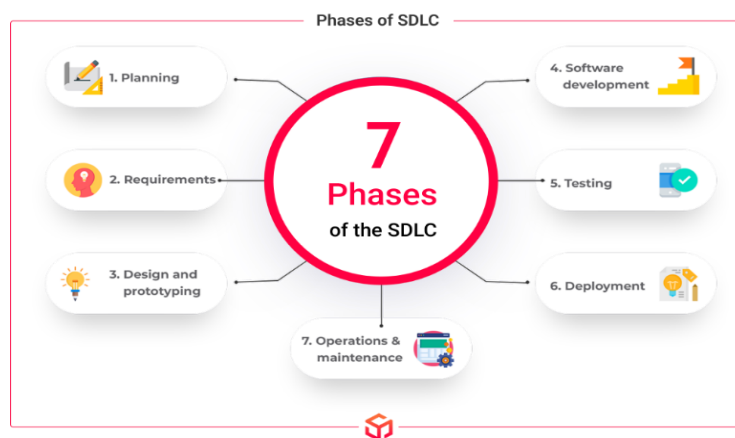 Phases of SDLC
1. Planning
2. Requirements
3. Design and
prototyping
7
Phases
of the SDLC
4. Software
development
5. Testing
6. Deployment
7. Operations &
maintenance